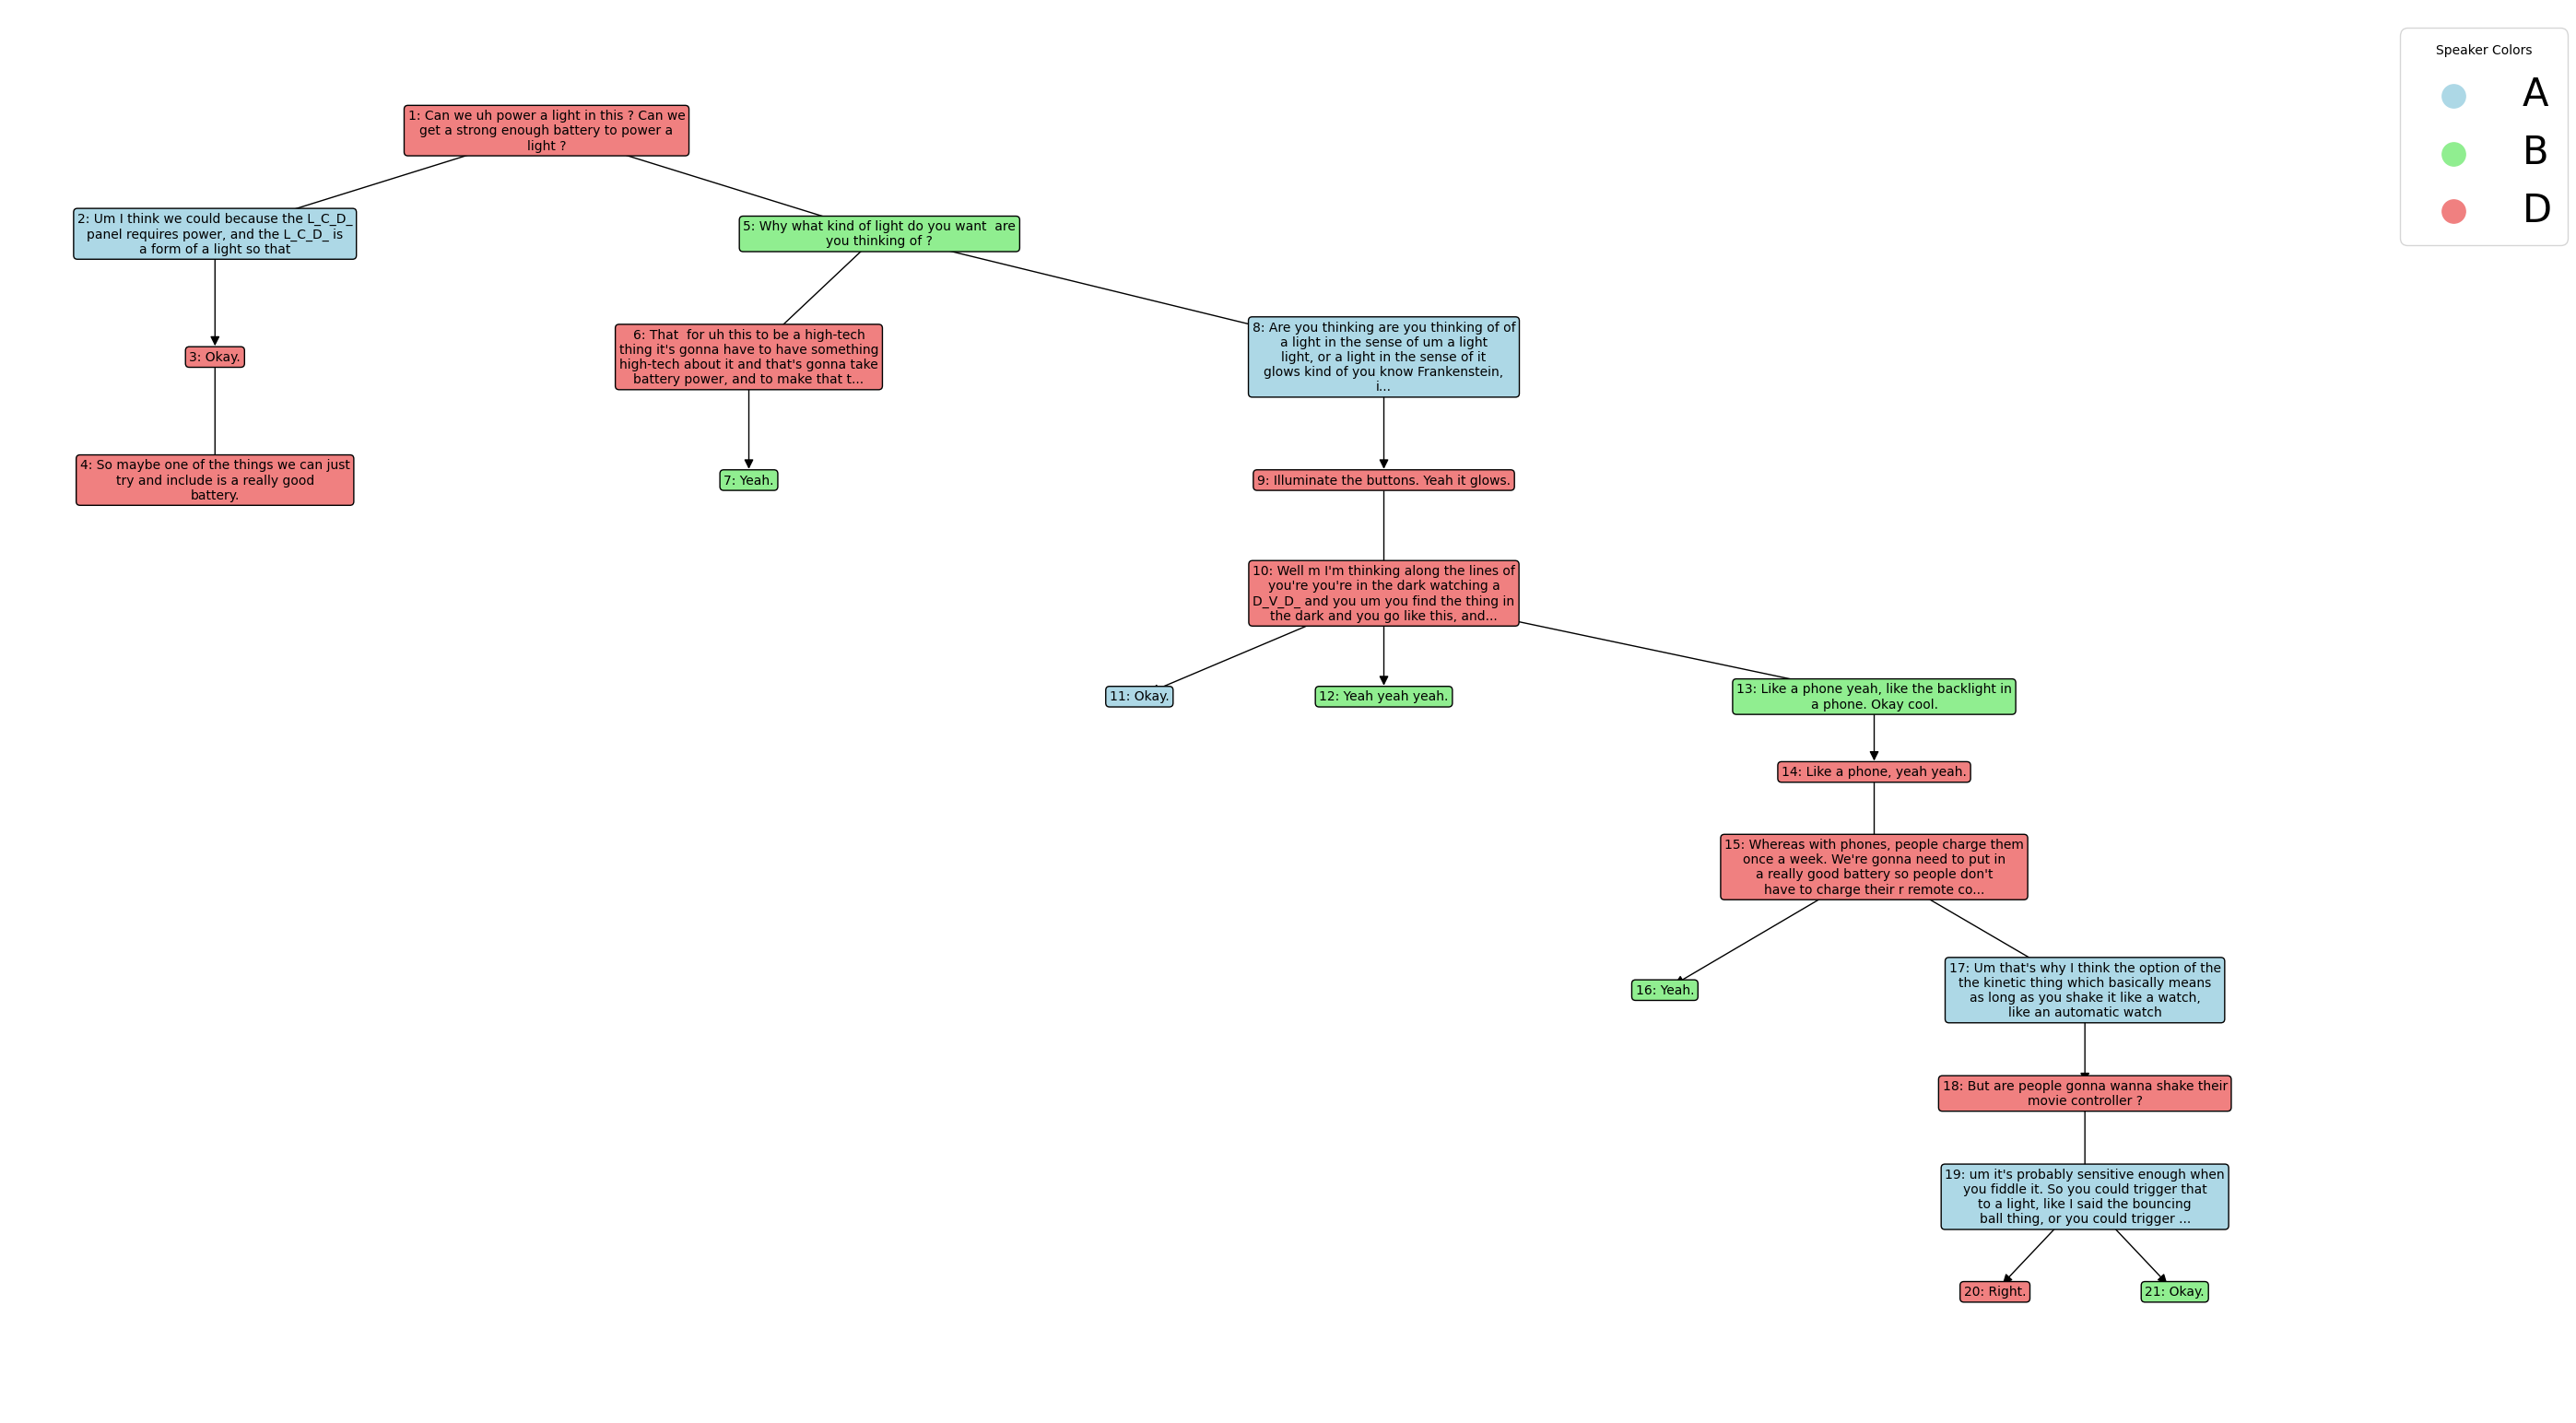 Speaker Colors
A
B
D
1: Can we uh power a light in this ? Can we
get a strong enough battery to power a
light ?
2: Um I think we could because the L_C_D_
panel requires power, and the L_C_D_ is
a form of a light so that
5: Why what kind of light do you want  are
you thinking of ?
3: Okay.
6: That  for uh this to be a high-tech
thing it's gonna have to have something
high-tech about it and that's gonna take
battery power, and to make that t...
8: Are you thinking are you thinking of of
a light in the sense of um a light
light, or a light in the sense of it
glows kind of you know Frankenstein,
i...
4: So maybe one of the things we can just
try and include is a really good
battery.
7: Yeah.
9: Illuminate the buttons. Yeah it glows.
10: Well m I'm thinking along the lines of
you're you're in the dark watching a
D_V_D_ and you um you find the thing in
the dark and you go like this, and...
11: Okay.
12: Yeah yeah yeah.
13: Like a phone yeah, like the backlight in
a phone. Okay cool.
14: Like a phone, yeah yeah.
15: Whereas with phones, people charge them
once a week. We're gonna need to put in
a really good battery so people don't
have to charge their r remote co...
16: Yeah.
17: Um that's why I think the option of the
the kinetic thing which basically means
as long as you shake it like a watch,
like an automatic watch
18: But are people gonna wanna shake their
movie controller ?
19: um it's probably sensitive enough when
you fiddle it. So you could trigger that
to a light, like I said the bouncing
ball thing, or you could trigger ...
20: Right.
21: Okay.